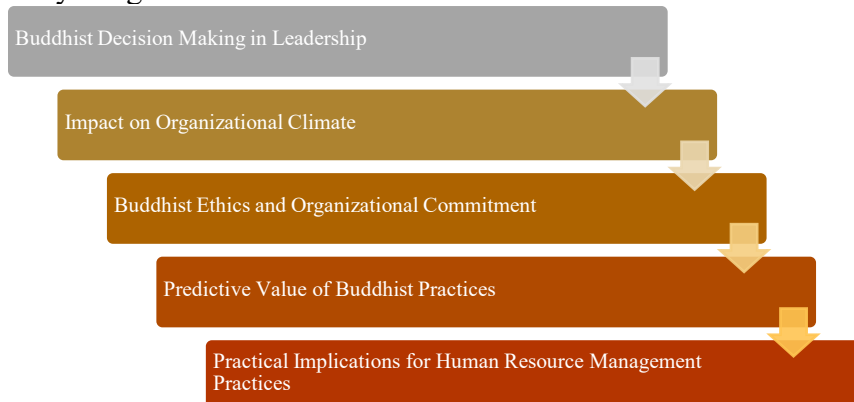 Buddhist Decision Making in Leadership
Impact on Organizational Climate
Buddhist Ethics and Organizational Commitment
Predictive Value of Buddhist Practices
Practical Implications for Human Resource Management
Practices